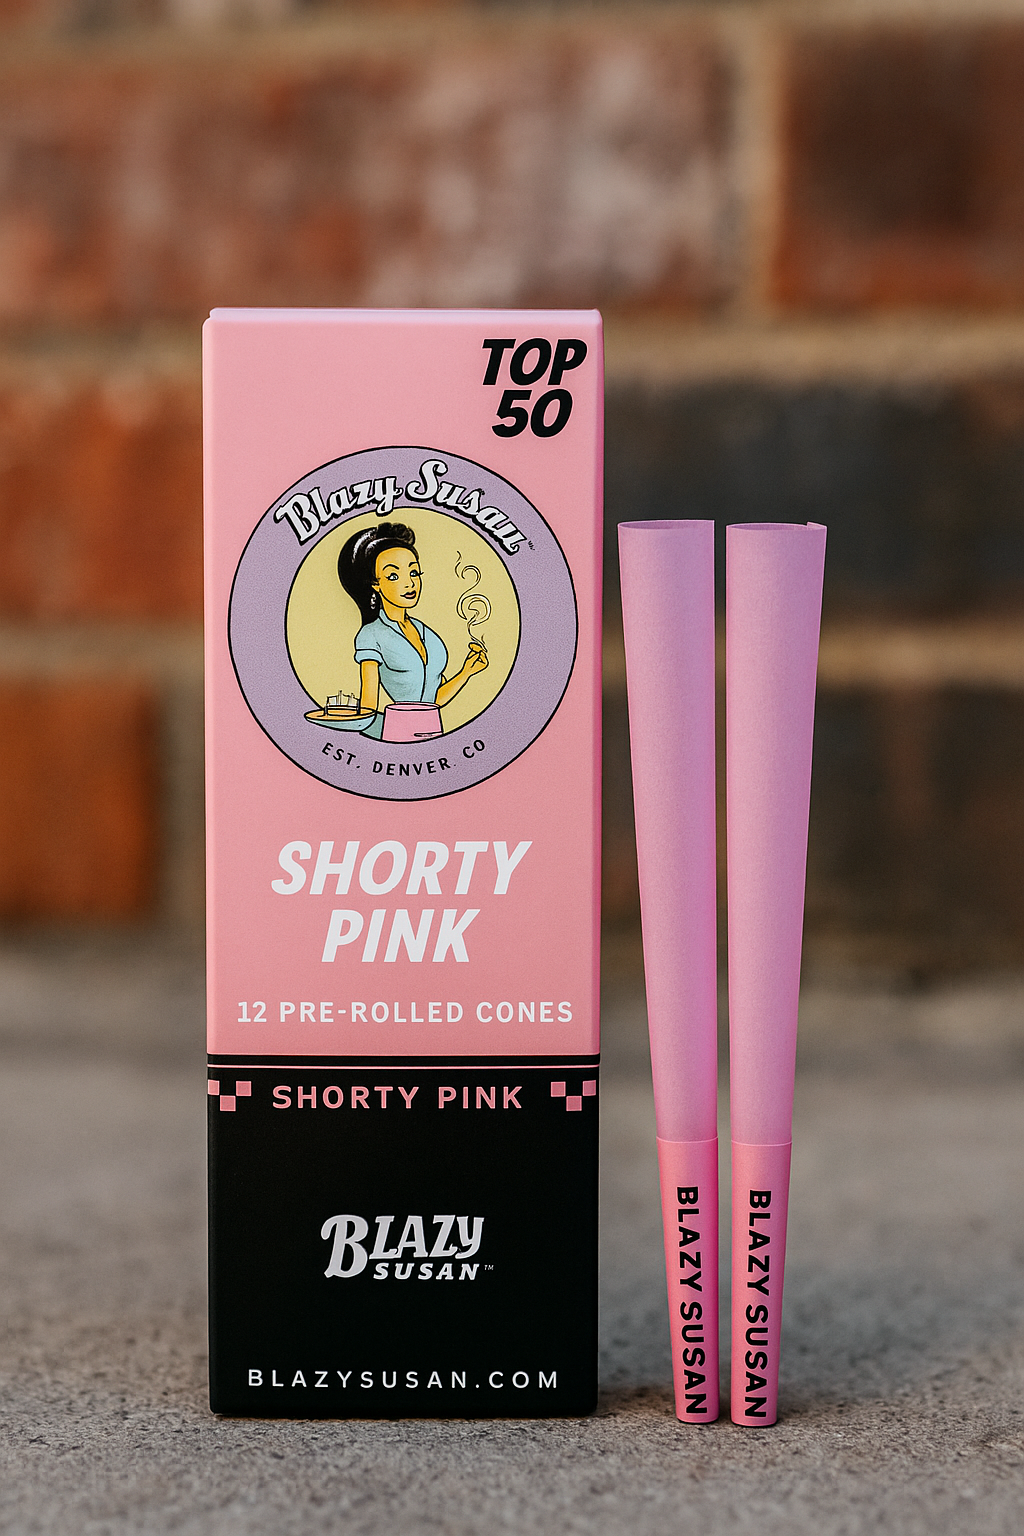 TOP
50
Blazy Susan
EST. DENVER, CO
SHORTY
PINK
12 PRE-ROLLED CONES
SHORTY PINK
BLAZY
SUSAN™
BLAZYSUSAN.COM
BLAZY SUSAN
BLAZY SUSAN